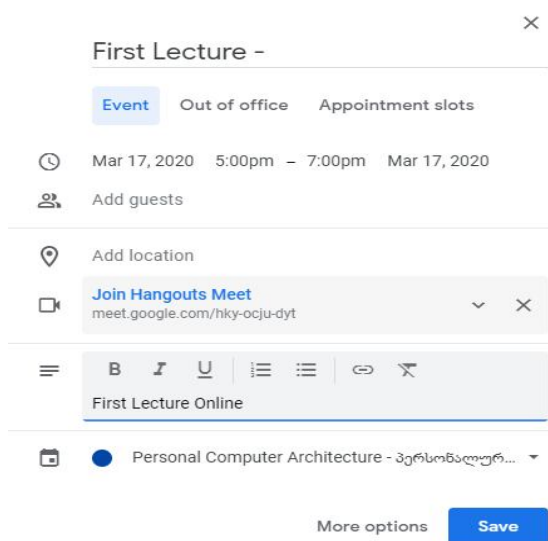 First Lecture -
Event Out of office Appointment slots
Mar 17, 2020 5:00pm – 7:00pm Mar 17, 2020
Add guests
Add location
Join Hangouts Meet
meet.google.com/hky-ocju-dyt
B I U
First Lecture Online
Personal Computer Architecture - პერსონალურ...
More options Save